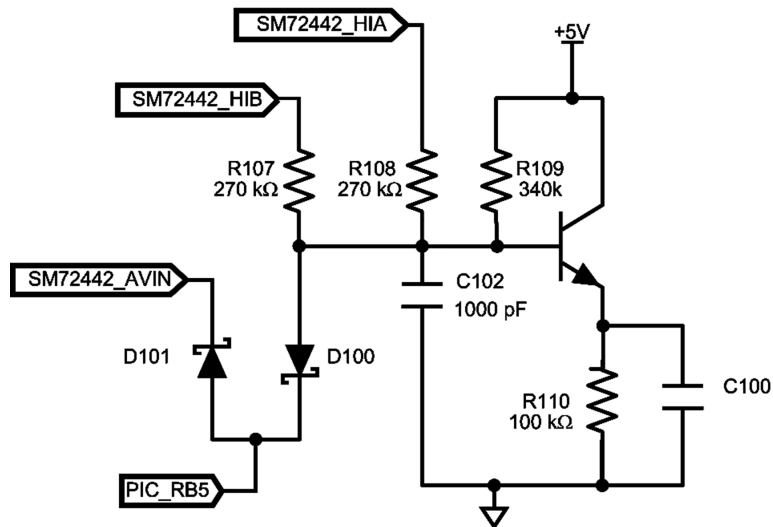 SM72442_HIA
+5V
SM72442_HIB
R107
270 kΩ
R108
270 kΩ
R109
340k
SM72442_AVIN
C102
1000 pF
D101
D100
R110
100 kΩ
C100
PIC_RB5